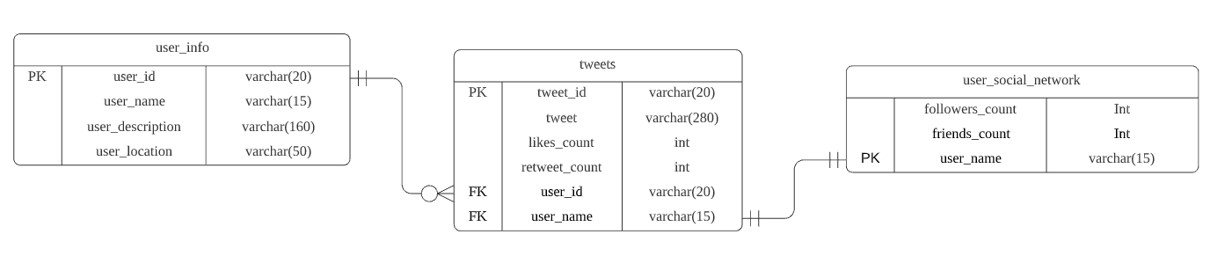 user_info
PK user_id varchar(20)
user_name varchar(15)
user_description varchar(160)
user_location varchar(50)
tweets
PK tweet_id varchar(20)
tweet varchar(280)
likes_count int
retweet_count int
FK user_id varchar(20)
FK user_name varchar(15)
user_social_network
followers_count Int
friends_count Int
PK user_name varchar(15)